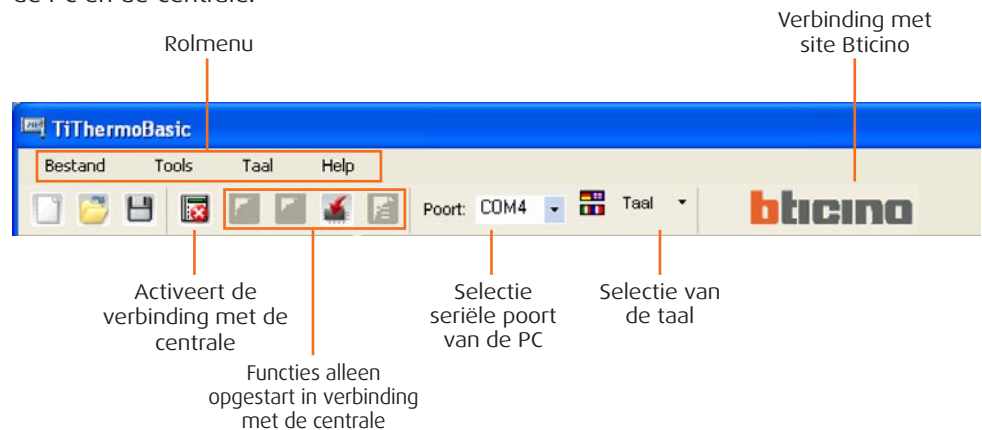 de PC en de centrale.
Verbinding met
site Bticino
Rolmenu
TiThermoBasic
Bestand Tools Taal Help
Poort: COM4 Taal bticino
Activeert de
verbinding met de
centrale
Selectie
seriële poort
van de PC
Selectie van
de taal
Functies alleen
opgestart in verbinding
met de centrale